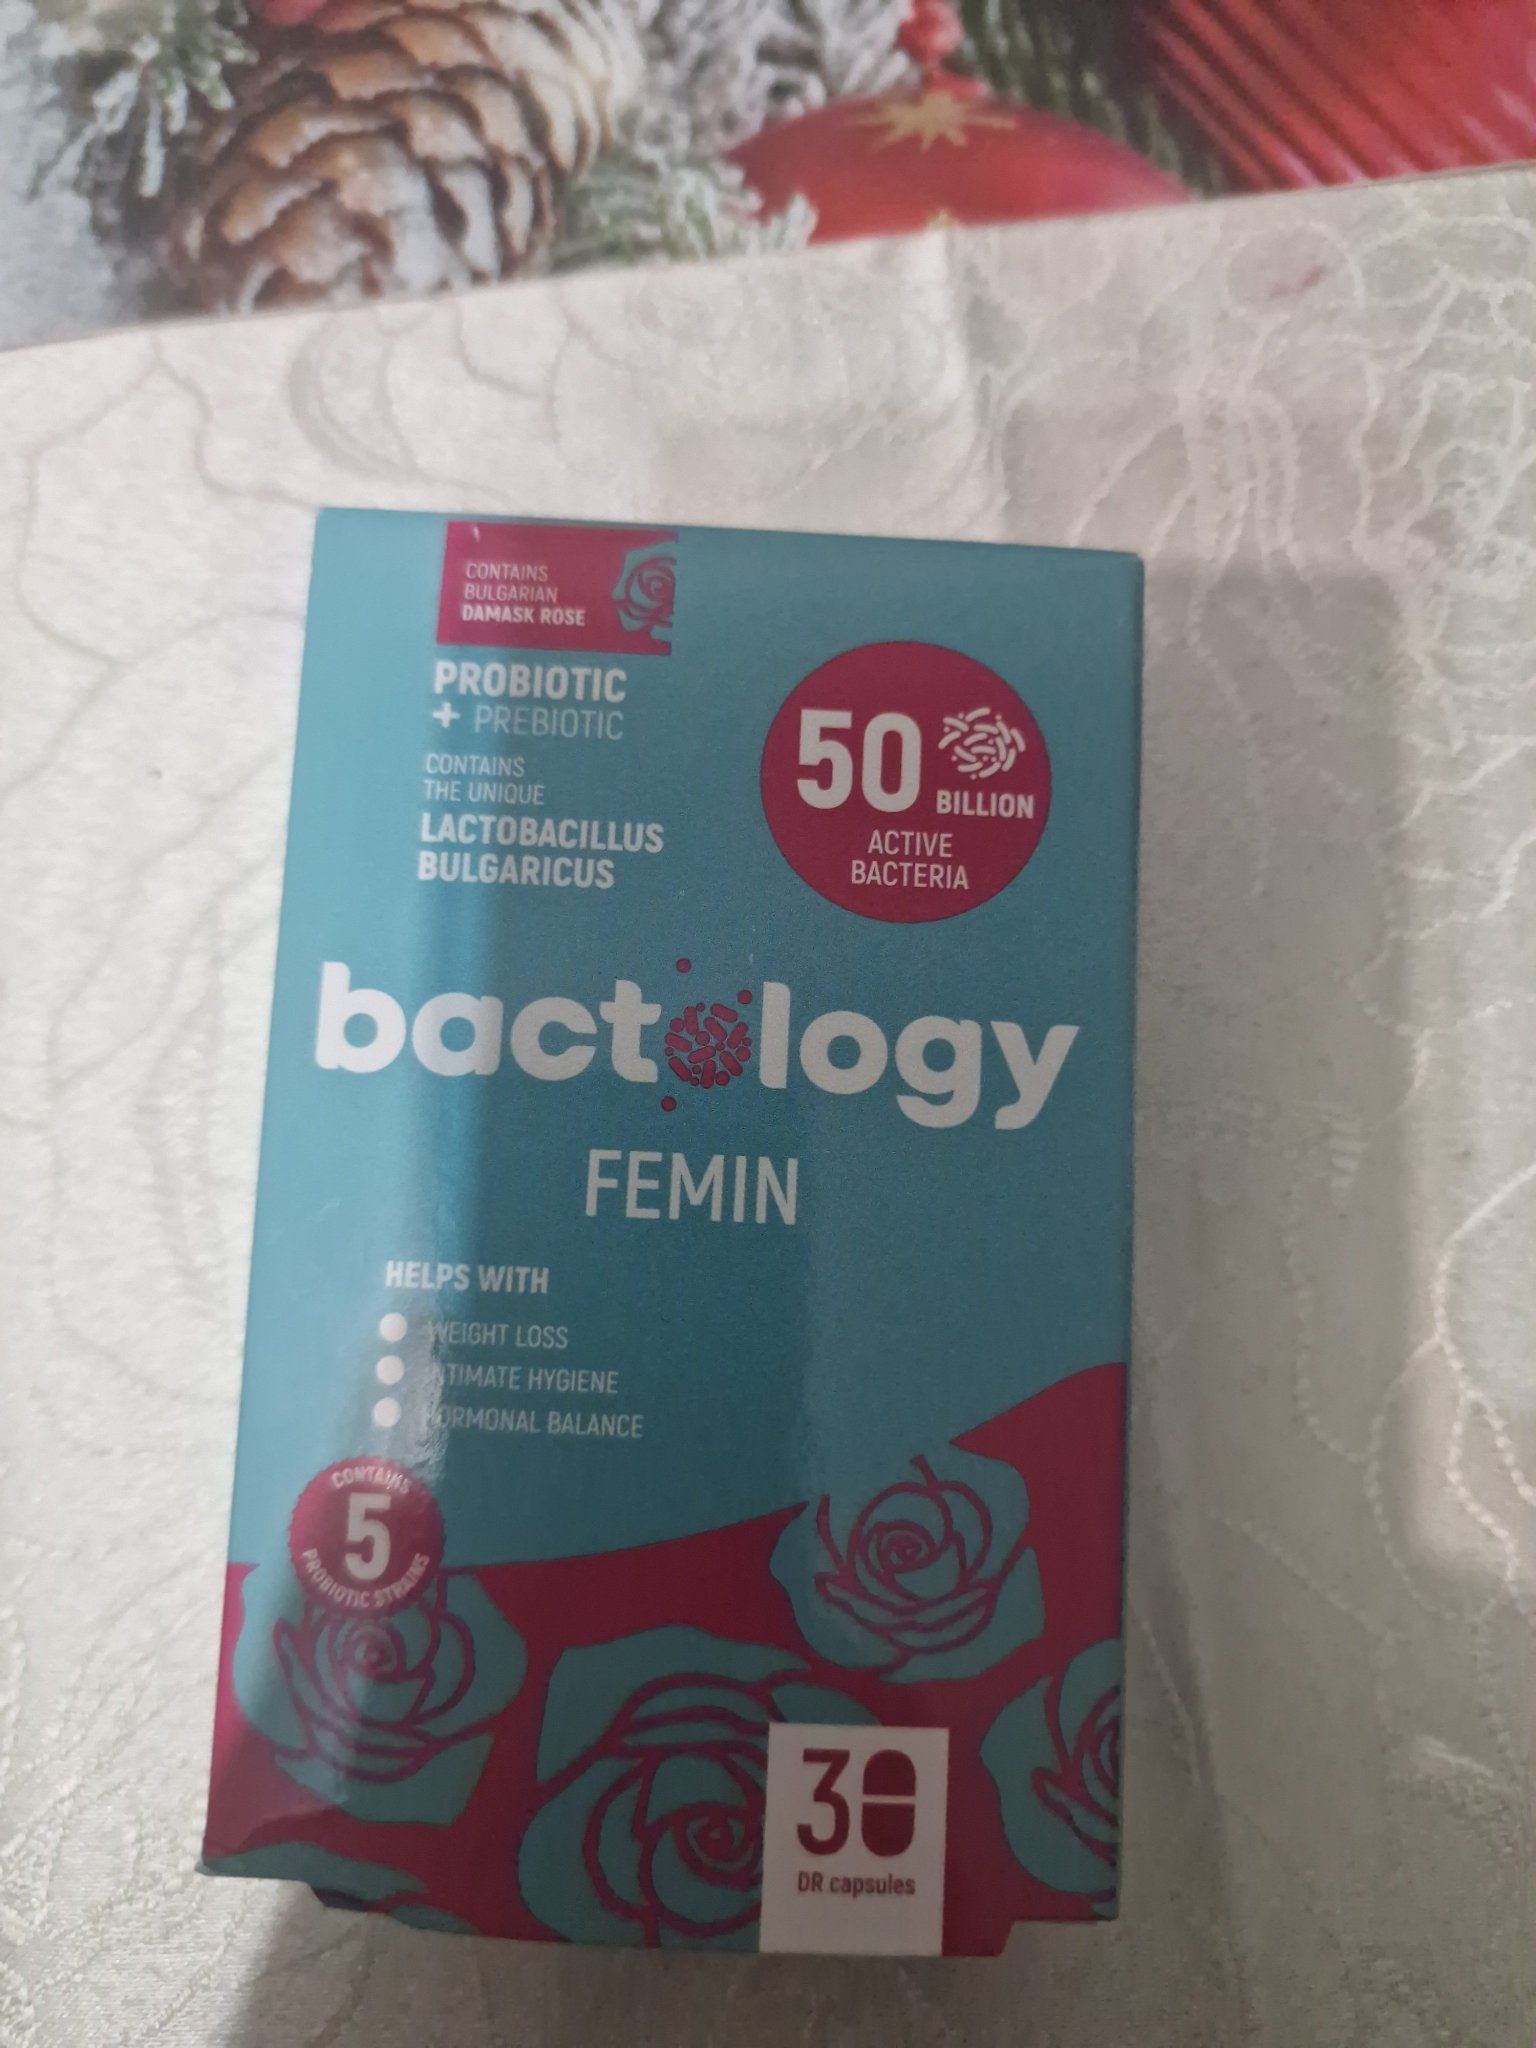 CONTAINS
BULGARIAN
DAMASK ROSE
PROBIOTIC
+ PREBIOTIC
CONTAINS
THE UNIQUE
LACTOBACILLUS
BULGARICUS
50 BILLION
ACTIVE
BACTERIA
bactology
FEMIN
HELPS WITH
WEIGHT LOSS
INTIMATE HYGIENE
HORMONAL BALANCE
CONTAINS
5
PROBIOTIC STRAINS
30
DR capsules